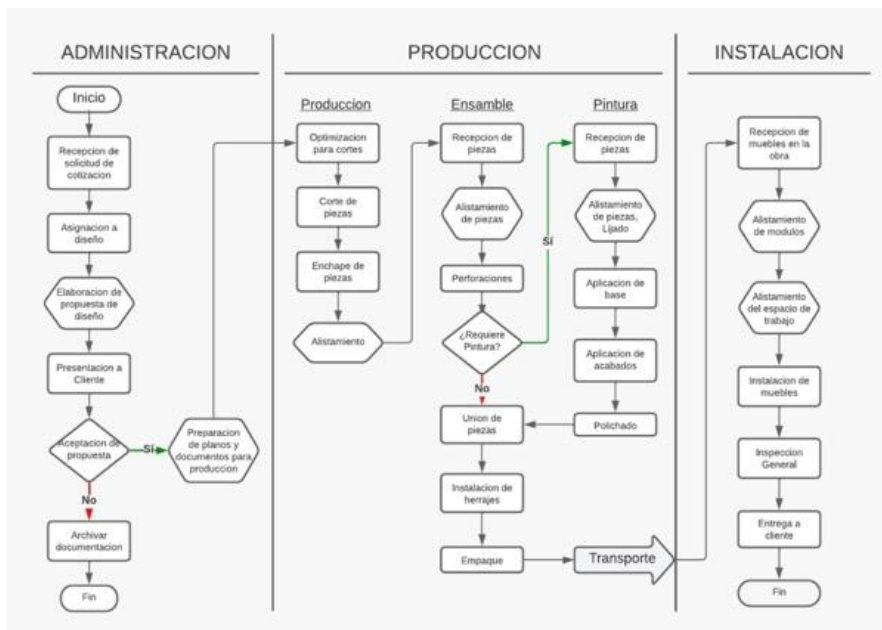 ADMINISTRACION
Inicio
Recepcion de
solicitud de
cotizacion
Asignacion a
diseño
Elaboracion de
propuesta de
diseño
Presentacion a
Cliente
Aceptacion de
propuesta
Sí
No
Preparacion
de planos y
documentos para
produccion
Archivar
documentacion
Fin
PRODUCCION
Produccion
Optimizacion
para cortes
Corte de
piezas
Enchape de
piezas
Alistamiento
Ensamble
Recepcion de
piezas
Alistamiento
de piezas
Perforaciones
¿Requiere
Pintura?
Sí
No
Union de
piezas
Instalacion de
herrajes
Empaque
Pintura
Recepcion de
piezas
Alistamiento
de piezas,
Lijado
Aplicacion de
base
Aplicacion de
acabados
Polichado
Transporte
INSTALACION
Recepcion de
muebles en la
obra
Alistamiento
de modulos
Alistamiento
del espacio de
trabajo
Instalacion de
muebles
Inspeccion
General
Entrega a
cliente
Fin